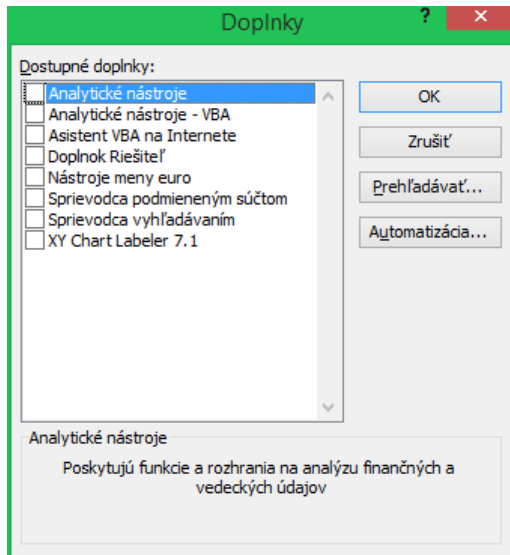 Doplnky
?
×
Dostupné doplnky:
Analytické nástroje
Analytické nástroje - VBA
Asistent VBA na Internete
Doplnok Riešiteľ
Nástroje meny euro
Sprievodca podmieneným súčtom
Sprievodca vyhľadávaním
XY Chart Labeler 7.1
OK
Zrušiť
Prehľadávať...
Automatizácia...
Analytické nástroje
Poskytujú funkcie a rozhrania na analýzu finančných a
vedeckých údajov